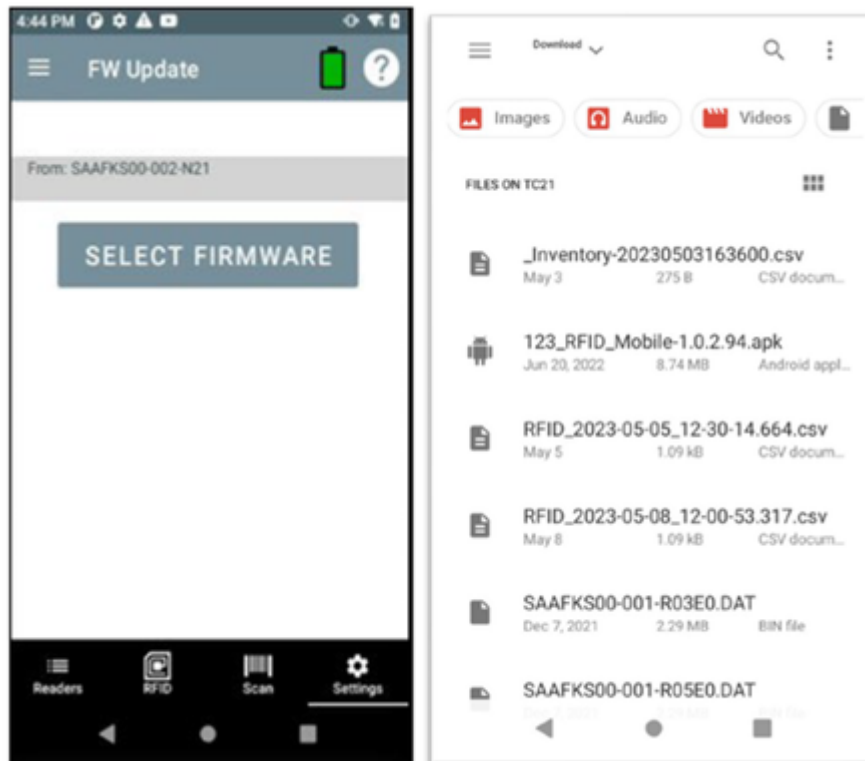 4:44 PM
FW Update
?
From: SAAFKS00-002-N21
SELECT FIRMWARE
Readers
RFID
Scan
Settings
Download
Images
Audio
Videos
FILES ON TC21
_Inventory-20230503163600.csv
May 3 275 B CSV docum...
123_RFID_Mobile-1.0.2.94.apk
Jun 20, 2022 8.74 MB Android appl...
RFID_2023-05-05_12-30-14.664.csv
May 5 1.09 kB CSV docum...
RFID_2023-05-08_12-00-53.317.csv
May 8 1.09 kB CSV docum...
SAAFKS00-001-R03E0.DAT
Dec 7, 2021 2.29 MB BIN file
SAAFKS00-001-R05E0.DAT